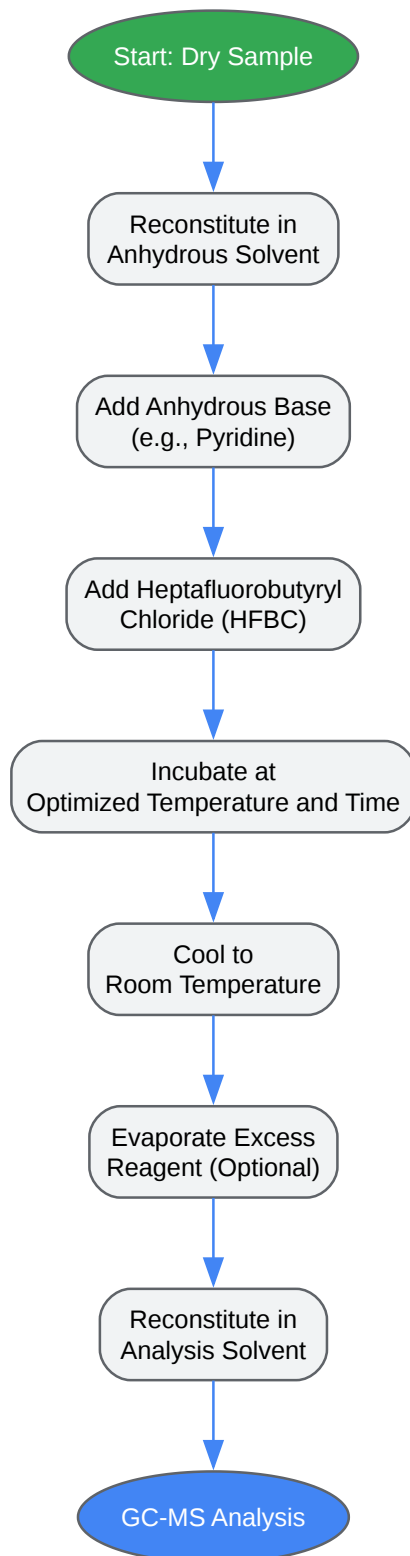 Start: Dry Sample
Reconstitute in
Anhydrous Solvent
Add Anhydrous Base
(e.g., Pyridine)
Add Heptafluorobutyryl
Chloride (HFBC)
Incubate at
Optimized Temperature and Time
Cool to
Room Temperature
Evaporate Excess
Reagent (Optional)
Reconstitute in
Analysis Solvent
GC-MS Analysis